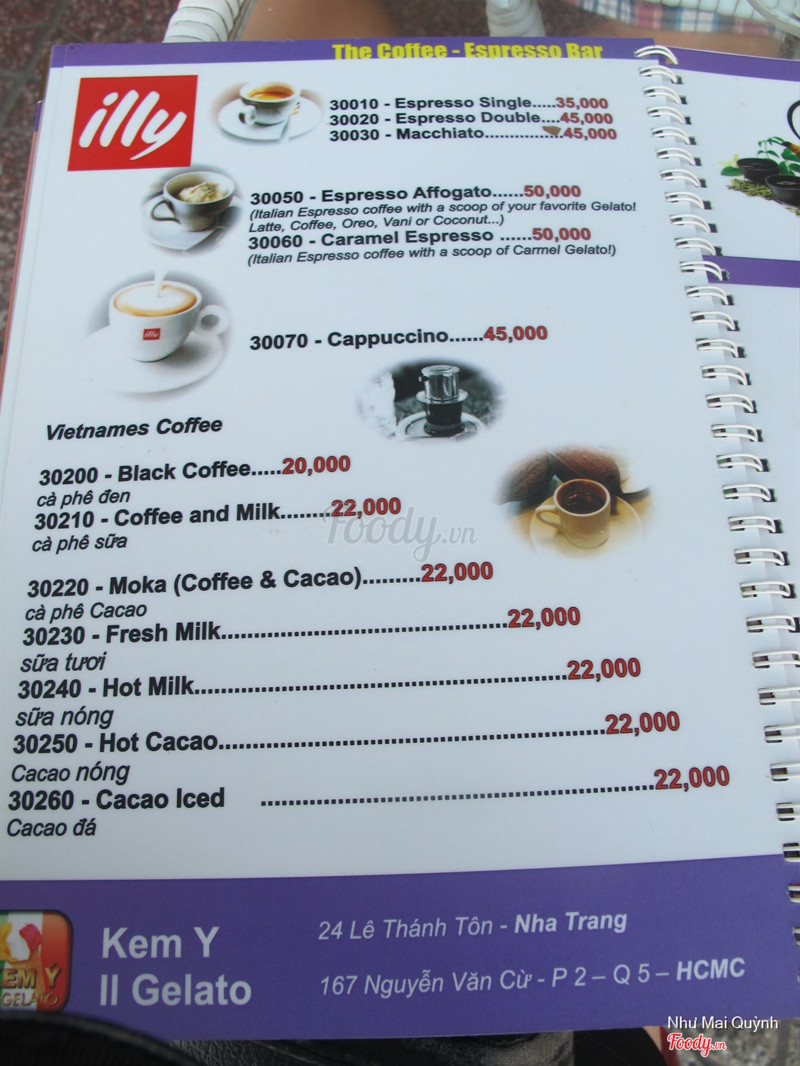 The Coffee - Espresso Bar
illy
30010 - Espresso Single.....35,000
30020 - Espresso Double....45,000
30030 - Macchiato................45,000
30050 - Espresso Affogato......50,000
(Italian Espresso coffee with a scoop of your favorite Gelato!
Latte, Coffee, Oreo, Vani or Coconut...)
30060 - Caramel Espresso ......50,000
(Italian Espresso coffee with a scoop of Carmel Gelato!)
illy
30070 - Cappuccino......45,000
Vietnames Coffee
30200 - Black Coffee.....20,000
cà phê đen
30210 - Coffee and Milk........22,000
cà phê sữa
Foody.vn
30220 - Moka (Coffee & Cacao).........22,000
cà phê Cacao
30230 - Fresh Milk............................................22,000
sữa tươi
30240 - Hot Milk.........................................................22,000
sữa nóng
30250 - Hot Cacao...........................................................22,000
Cacao nóng
30260 - Cacao Iced ............................................................22,000
Cacao đá
KEM Ý
GELATO
Kem Y
Il Gelato
24 Lê Thánh Tôn - Nha Trang
167 Nguyễn Văn Cừ - P 2 – Q 5 – HCMC
Như Mai Quỳnh
Foody.vn